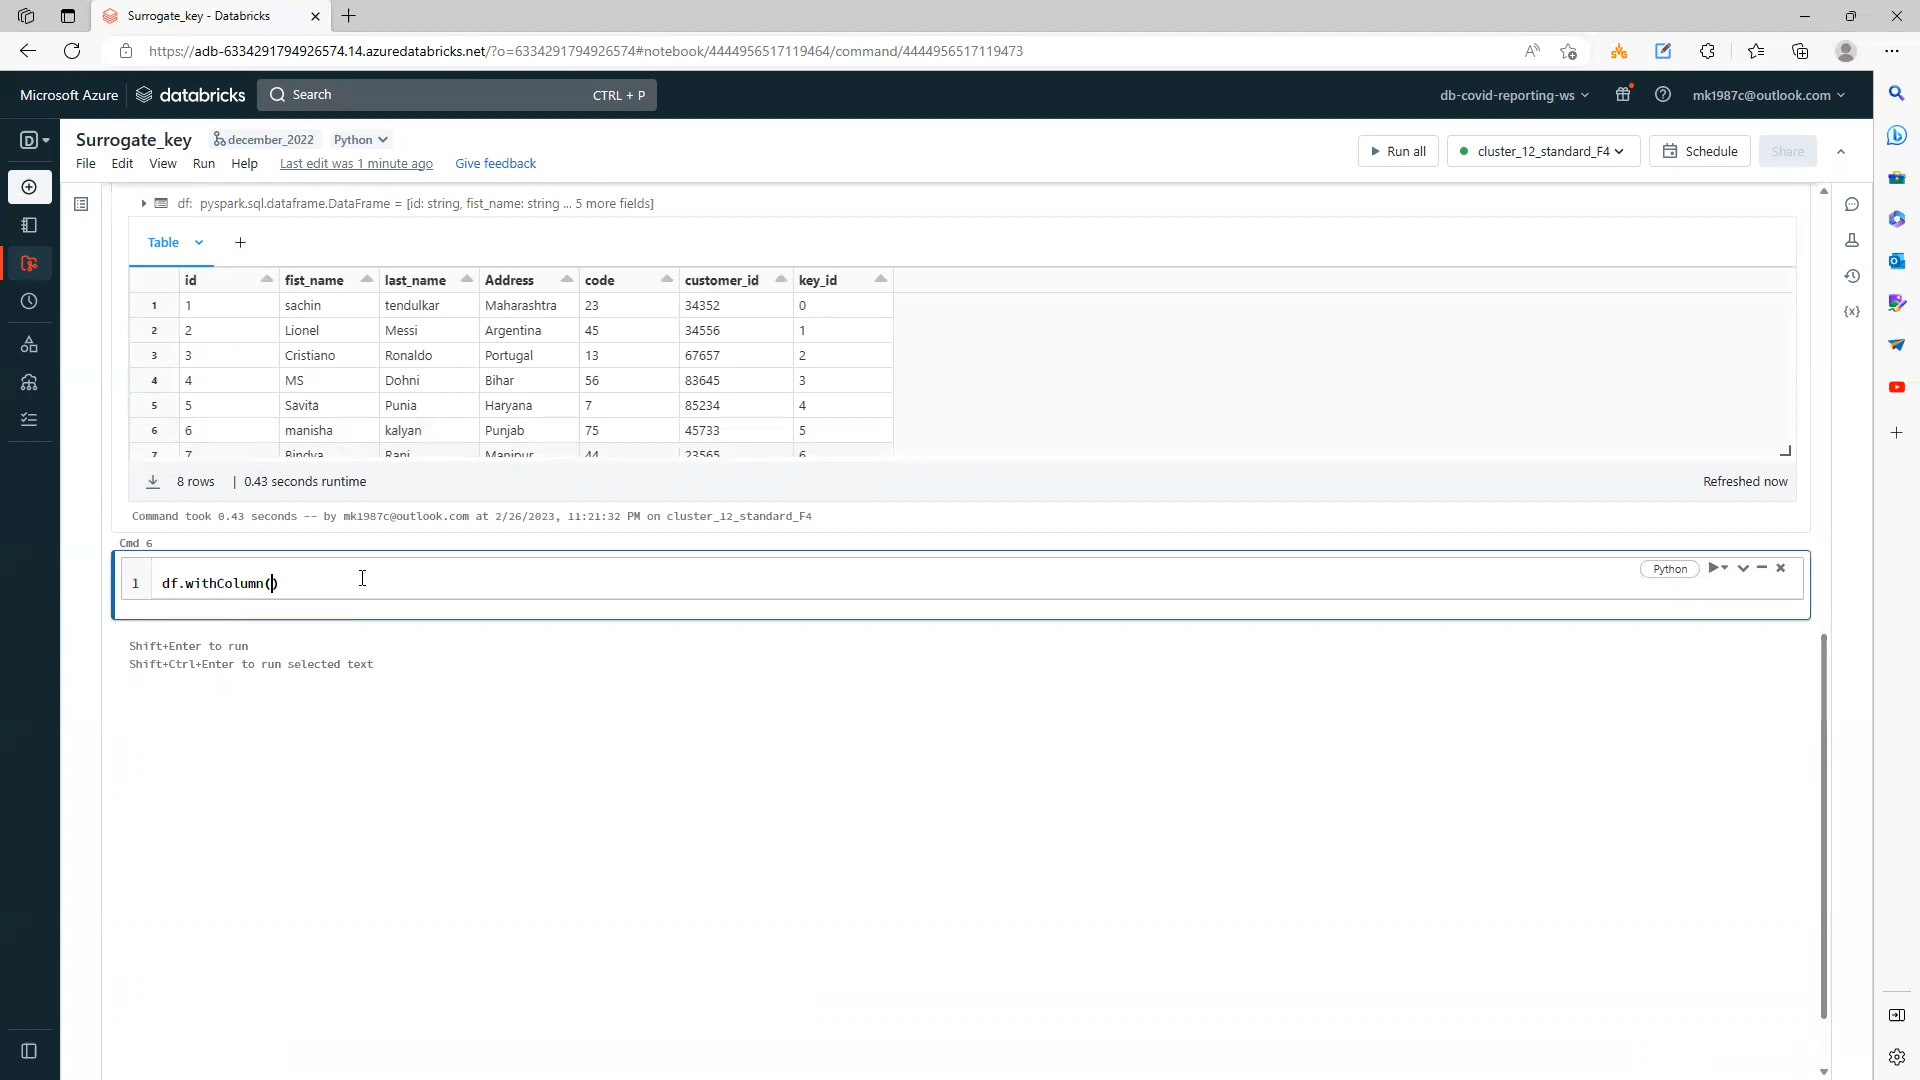 Surrogate_key - Databricks
https://adb-6334291794926574.14.azuredatabricks.net/?o=6334291794926574#notebook/4444956517119464/command/4444956517119473
Microsoft Azure databricks Search CTRL + P db-covid-reporting-ws mk1987c@outlook.com
Surrogate_key december_2022 Python
File Edit View Run Help Last edit was 1 minute ago Give feedback
Run all cluster_12_standard_F4 Schedule Share
df: pyspark.sql.dataframe.DataFrame = [id: string, fist_name: string ... 5 more fields]
Table +
id fist_name last_name Address code customer_id key_id
1 1 sachin tendulkar Maharashtra 23 34352 0
2 2 Lionel Messi Argentina 45 34556 1
3 3 Cristiano Ronaldo Portugal 13 67657 2
4 4 MS Dohni Bihar 56 83645 3
5 5 Savita Punia Haryana 7 85234 4
6 6 manisha kalyan Punjab 75 45733 5
7 7 Bindya Rani Manipur 44 23565 6
8 rows | 0.43 seconds runtime Refreshed now
Command took 0.43 seconds -- by mk1987c@outlook.com at 2/26/2023, 11:21:32 PM on cluster_12_standard_F4
Cmd 6
1 df.withColumn()
Python
Shift+Enter to run
Shift+Ctrl+Enter to run selected text